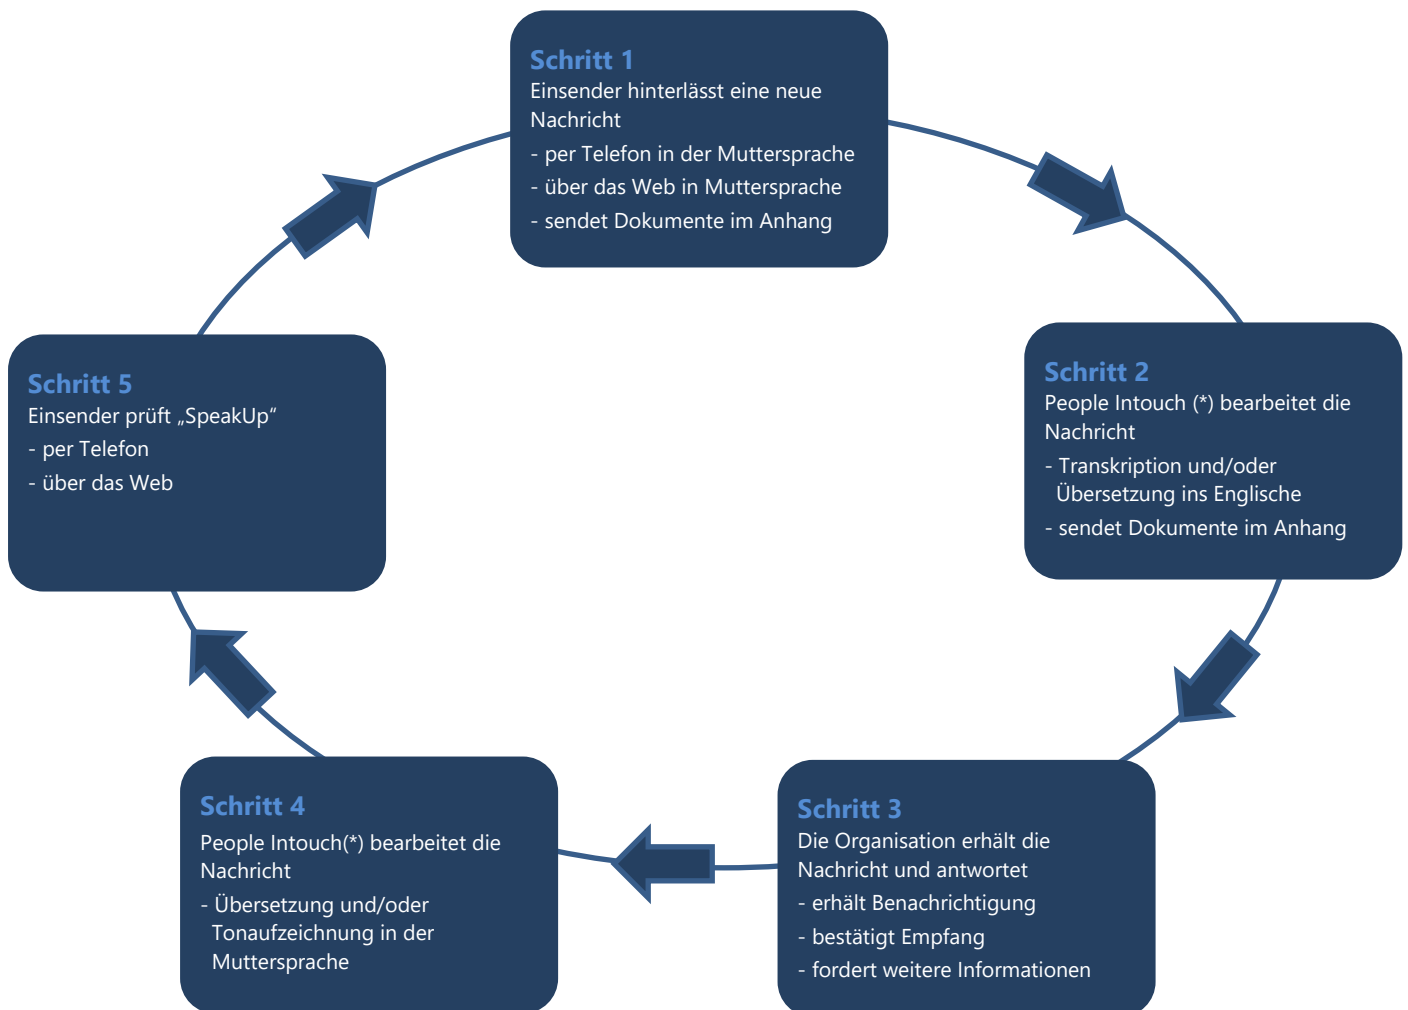 Schritt 1
Einsender hinterlässt eine neue
Nachricht
- per Telefon in der Muttersprache
- über das Web in Muttersprache
- sendet Dokumente im Anhang
Schritt 2
People Intouch (*) bearbeitet die
Nachricht
- Transkription und/oder
Übersetzung ins Englische
- sendet Dokumente im Anhang
Schritt 3
Die Organisation erhält die
Nachricht und antwortet
- erhält Benachrichtigung
- bestätigt Empfang
- fordert weitere Informationen
Schritt 4
People Intouch(*) bearbeitet die
Nachricht
- Übersetzung und/oder
Tonaufzeichnung in der
Muttersprache
Schritt 5
Einsender prüft „SpeakUp“
- per Telefon
- über das Web